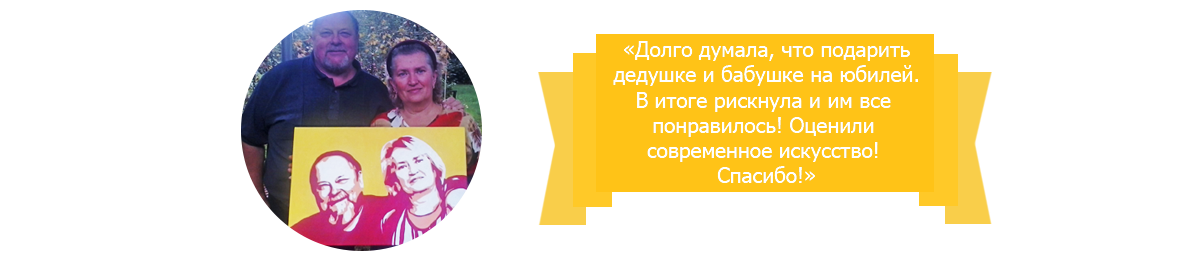 «Долго думала, что подарить
дедушке и бабушке на юбилей.
В итоге рискнула и им все
понравилось! Оценили
современное искусство!
Спасибо!»